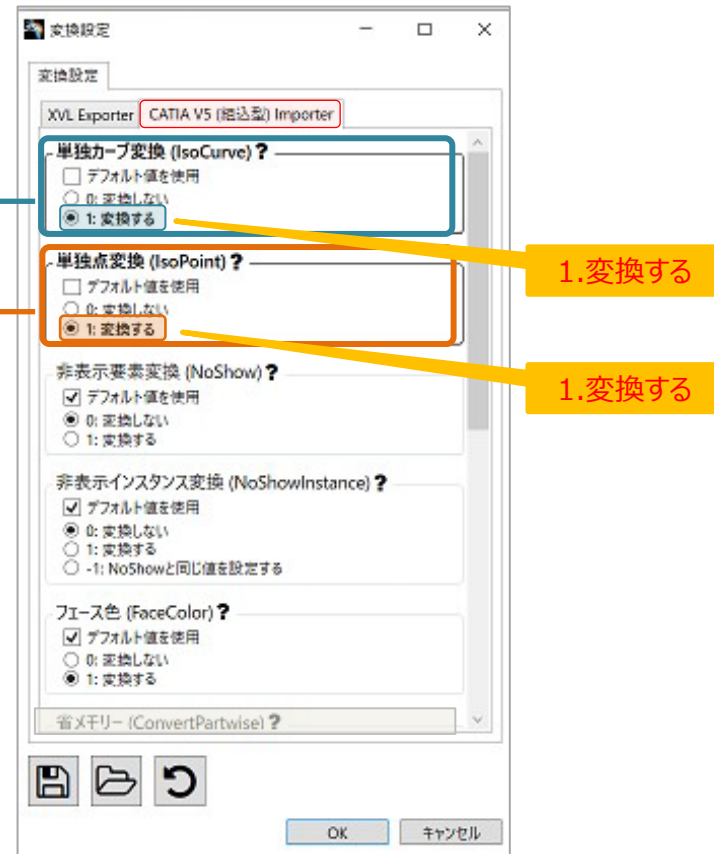 変換設定
変換設定
XVL Exporter CATIA V5 (組込型) Importer
単独カーブ変換 (IsoCurve) ?
デフォルト値を使用
0: 変換しない
1: 変換する
1.変換する
単独点変換 (IsoPoint) ?
デフォルト値を使用
0: 変換しない
1: 変換する
1.変換する
非表示要素変換 (NoShow) ?
デフォルト値を使用
0: 変換しない
1: 変換する
非表示インスタンス変換 (NoShowInstance) ?
デフォルト値を使用
0: 変換しない
1: 変換する
-1: NoShowと同じ値を設定する
フェース色 (FaceColor) ?
デフォルト値を使用
0: 変換しない
1: 変換する
省メモリー (ConvertPartwise) ?
OK キャンセル